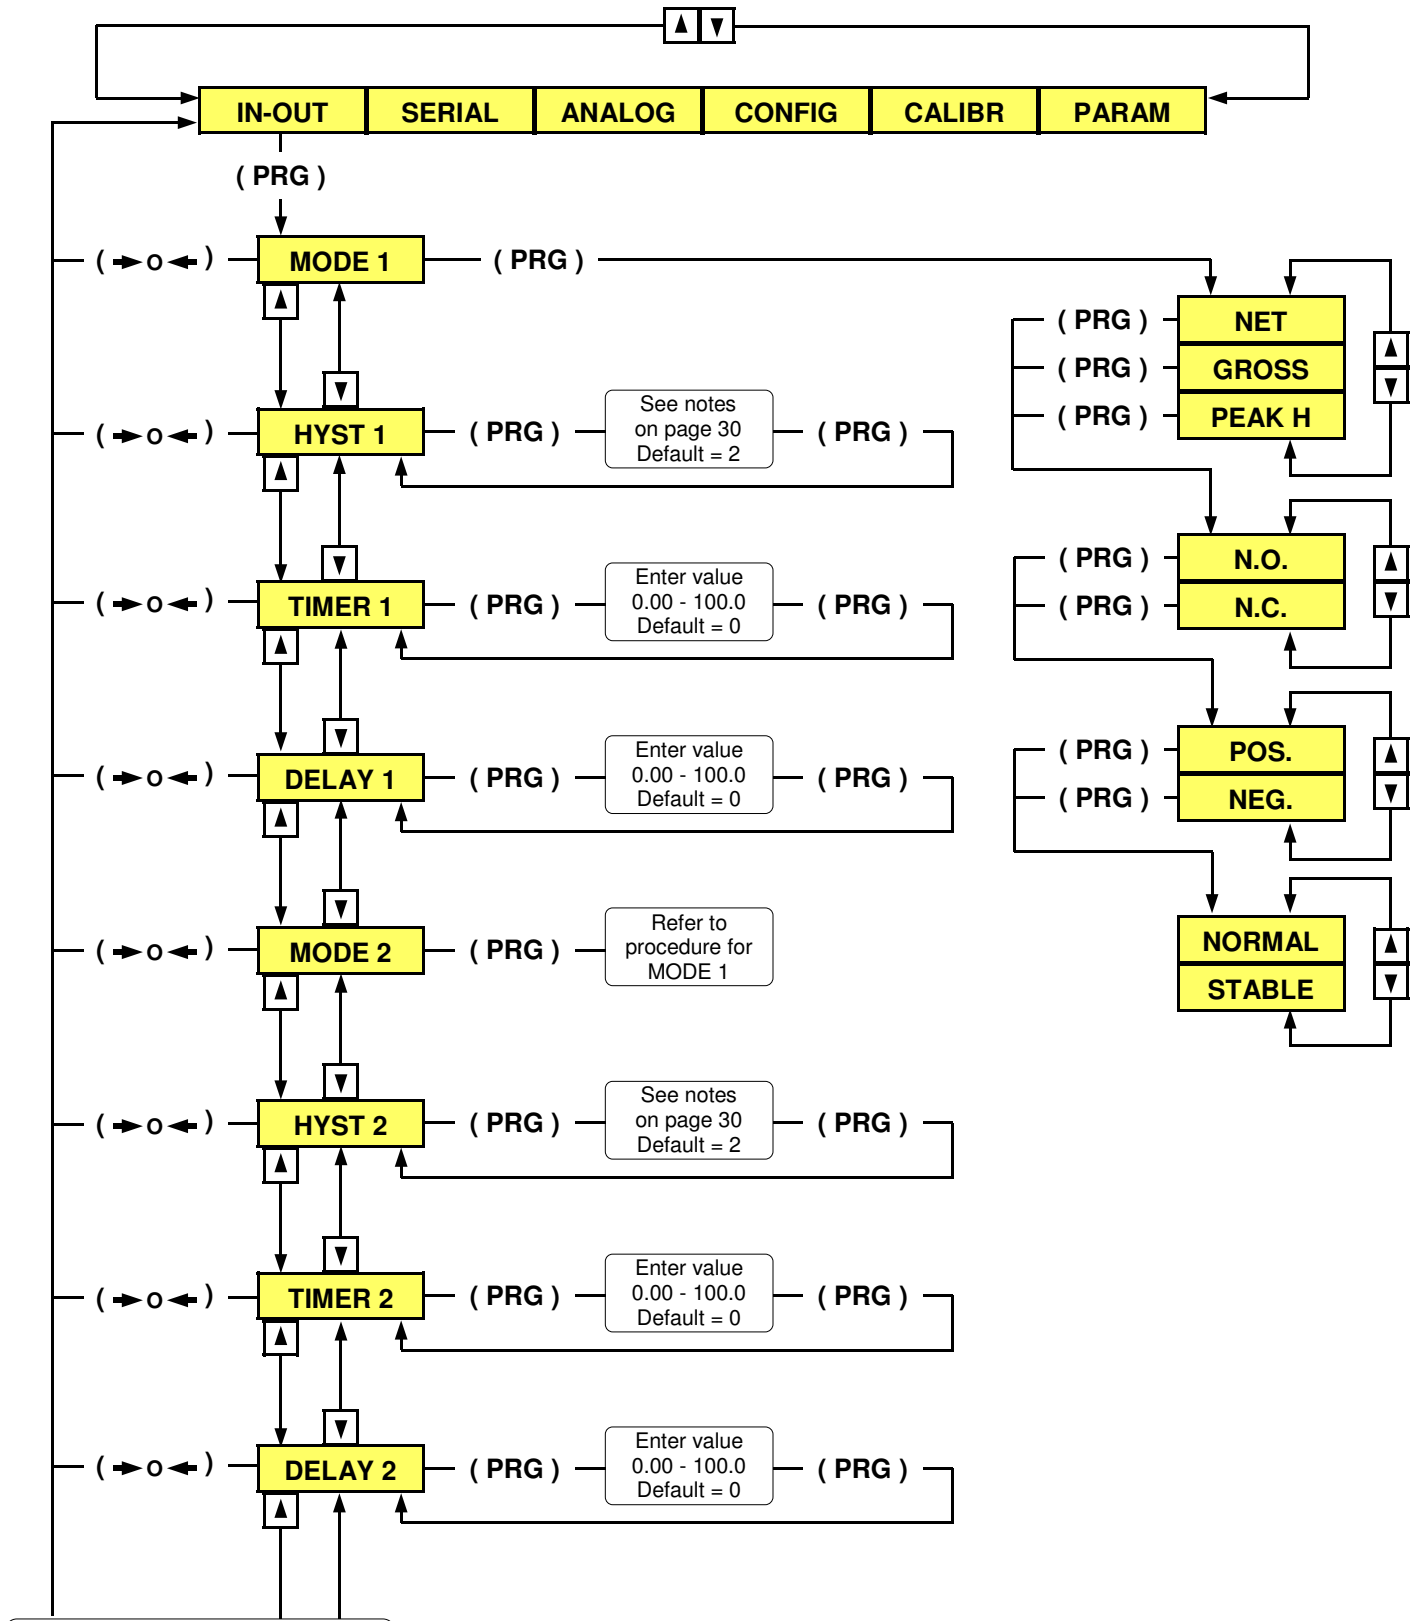 IN-OUT SERIAL ANALOG CONFIG CALIBR PARAM
( PRG )
( o ) MODE 1 ( PRG )
( PRG ) NET
( PRG ) GROSS
( PRG ) PEAK H
( o ) HYST 1 ( PRG ) See notes
on page 30
Default = 2 ( PRG )
( PRG ) N.O.
( PRG ) N.C.
( o ) TIMER 1 ( PRG ) Enter value
0.00 - 100.0
Default = 0 ( PRG )
( PRG ) POS.
( PRG ) NEG.
( o ) DELAY 1 ( PRG ) Enter value
0.00 - 100.0
Default = 0 ( PRG )
NORMAL
STABLE
( o ) MODE 2 ( PRG ) Refer to
procedure for
MODE 1
( o ) HYST 2 ( PRG ) See notes
on page 30
Default = 2 ( PRG )
( o ) TIMER 2 ( PRG ) Enter value
0.00 - 100.0
Default = 0 ( PRG )
( o ) DELAY 2 ( PRG ) Enter value
0.00 - 100.0
Default = 0 ( PRG )